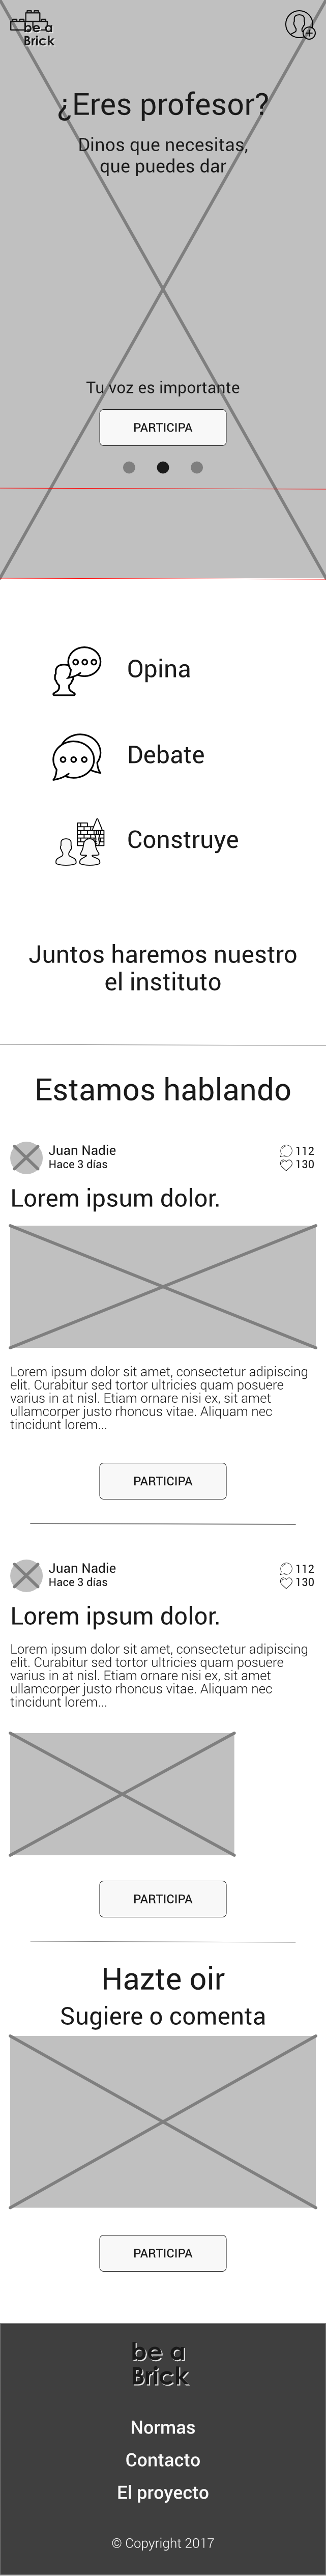 be a
Brick
¿Eres profesor?
Dinos que necesitas,
que puedes dar
Tu voz es importante
PARTICIPA
Opina
Debate
Construye
Juntos haremos nuestro
el instituto
Estamos hablando
Juan Nadie
112
Hace 3 días
130
Lorem ipsum dolor.
Lorem ipsum dolor sit amet, consectetur adipiscing
elit. Curabitur sed tortor ultricies quam posuere
varius in at nisl. Etiam ornare nisi ex, sit amet
ullamcorper justo rhoncus vitae. Aliquam nec
tincidunt lorem...
PARTICIPA
Juan Nadie
112
Hace 3 días
130
Lorem ipsum dolor.
Lorem ipsum dolor sit amet, consectetur adipiscing
elit. Curabitur sed tortor ultricies quam posuere
varius in at nisl. Etiam ornare nisi ex, sit amet
ullamcorper justo rhoncus vitae. Aliquam nec
tincidunt lorem...
PARTICIPA
Hazte oir
Sugiere o comenta
PARTICIPA
be a
Brick
Normas
Contacto
El proyecto
© Copyright 2017